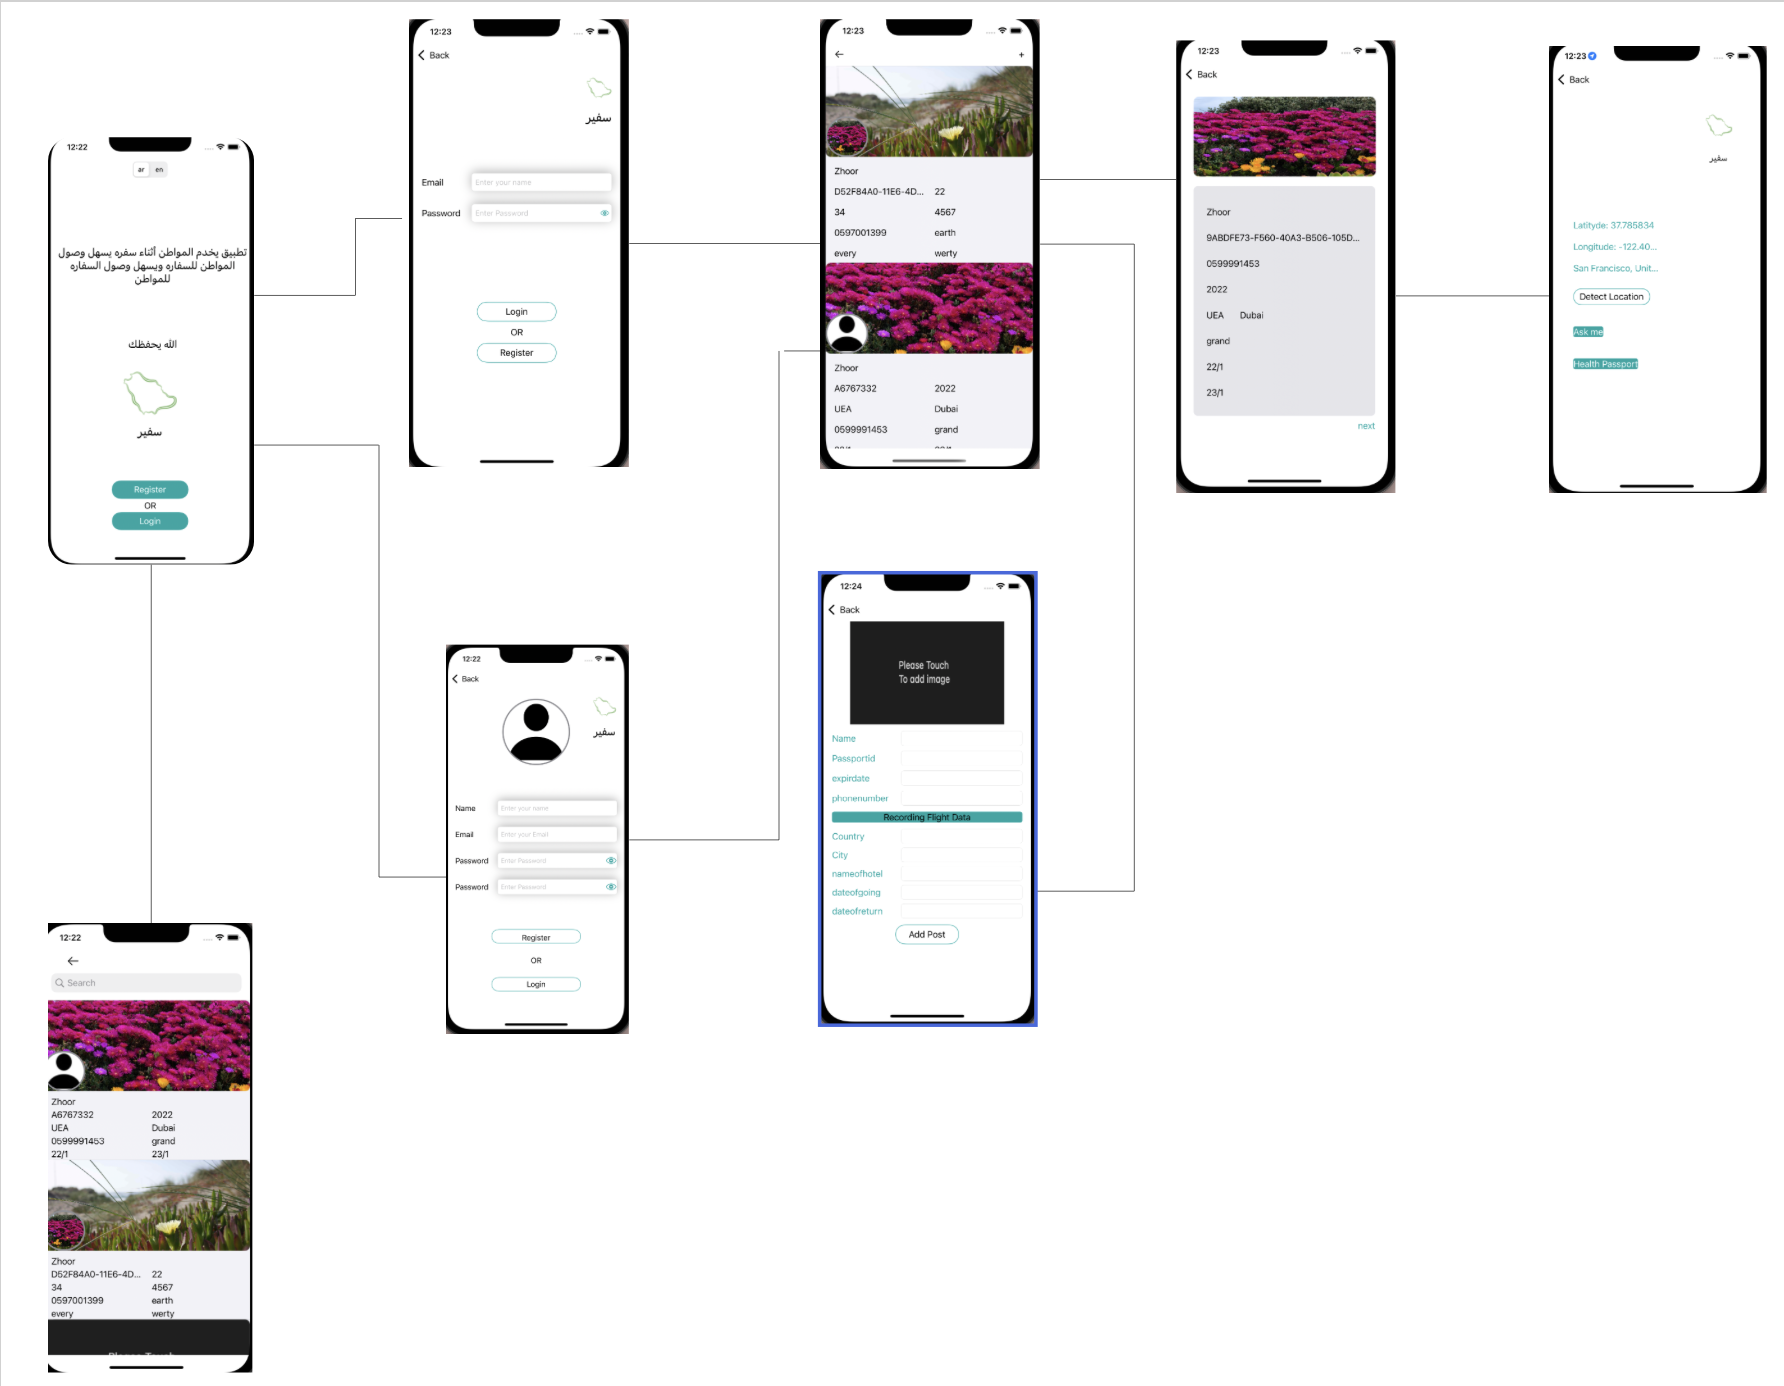 12:22
ar en
تطبيق يخدم المواطن أثناء سفره يسهل وصول
المواطن للسفاره ويسهل وصول السفاره
للمواطن
الله يحفظك
سفير
Register
OR
Login
12:23
Back
سفير
Email Enter your name
Password Enter Password
Login
OR
Register
12:23
+
Zhoor
D52F84A0-11E6-4D... 22
34 4567
0597001399 earth
every werty
Zhoor
A6767332 2022
UEA Dubai
0599991453 grand
22/1 23/1
12:23
Back
Zhoor
9ABDFE73-F560-40A3-B506-105D...
0599991453
2022
UEA Dubai
grand
22/1
23/1
next
12:23
Back
سفير
Latityde: 37.785834
Longitude: -122.40...
San Francisco, Unit...
Detect Location
Ask me
Health Passport
12:22
Back
سفير
Name Enter your name
Email Enter your Email
Password Enter Password
Password Enter Password
Register
OR
Login
12:24
Back
Please Touch
To add image
Name
Passportid
expirdate
phonenumber
Recording Flight Data
Country
City
nameofhotel
dateofgoing
dateofreturn
Add Post
12:22
Search
Zhoor
A6767332 2022
UEA Dubai
0599991453 grand
22/1 23/1
Zhoor
D52F84A0-11E6-4D... 22
34 4567
0597001399 earth
every werty
Please Touch